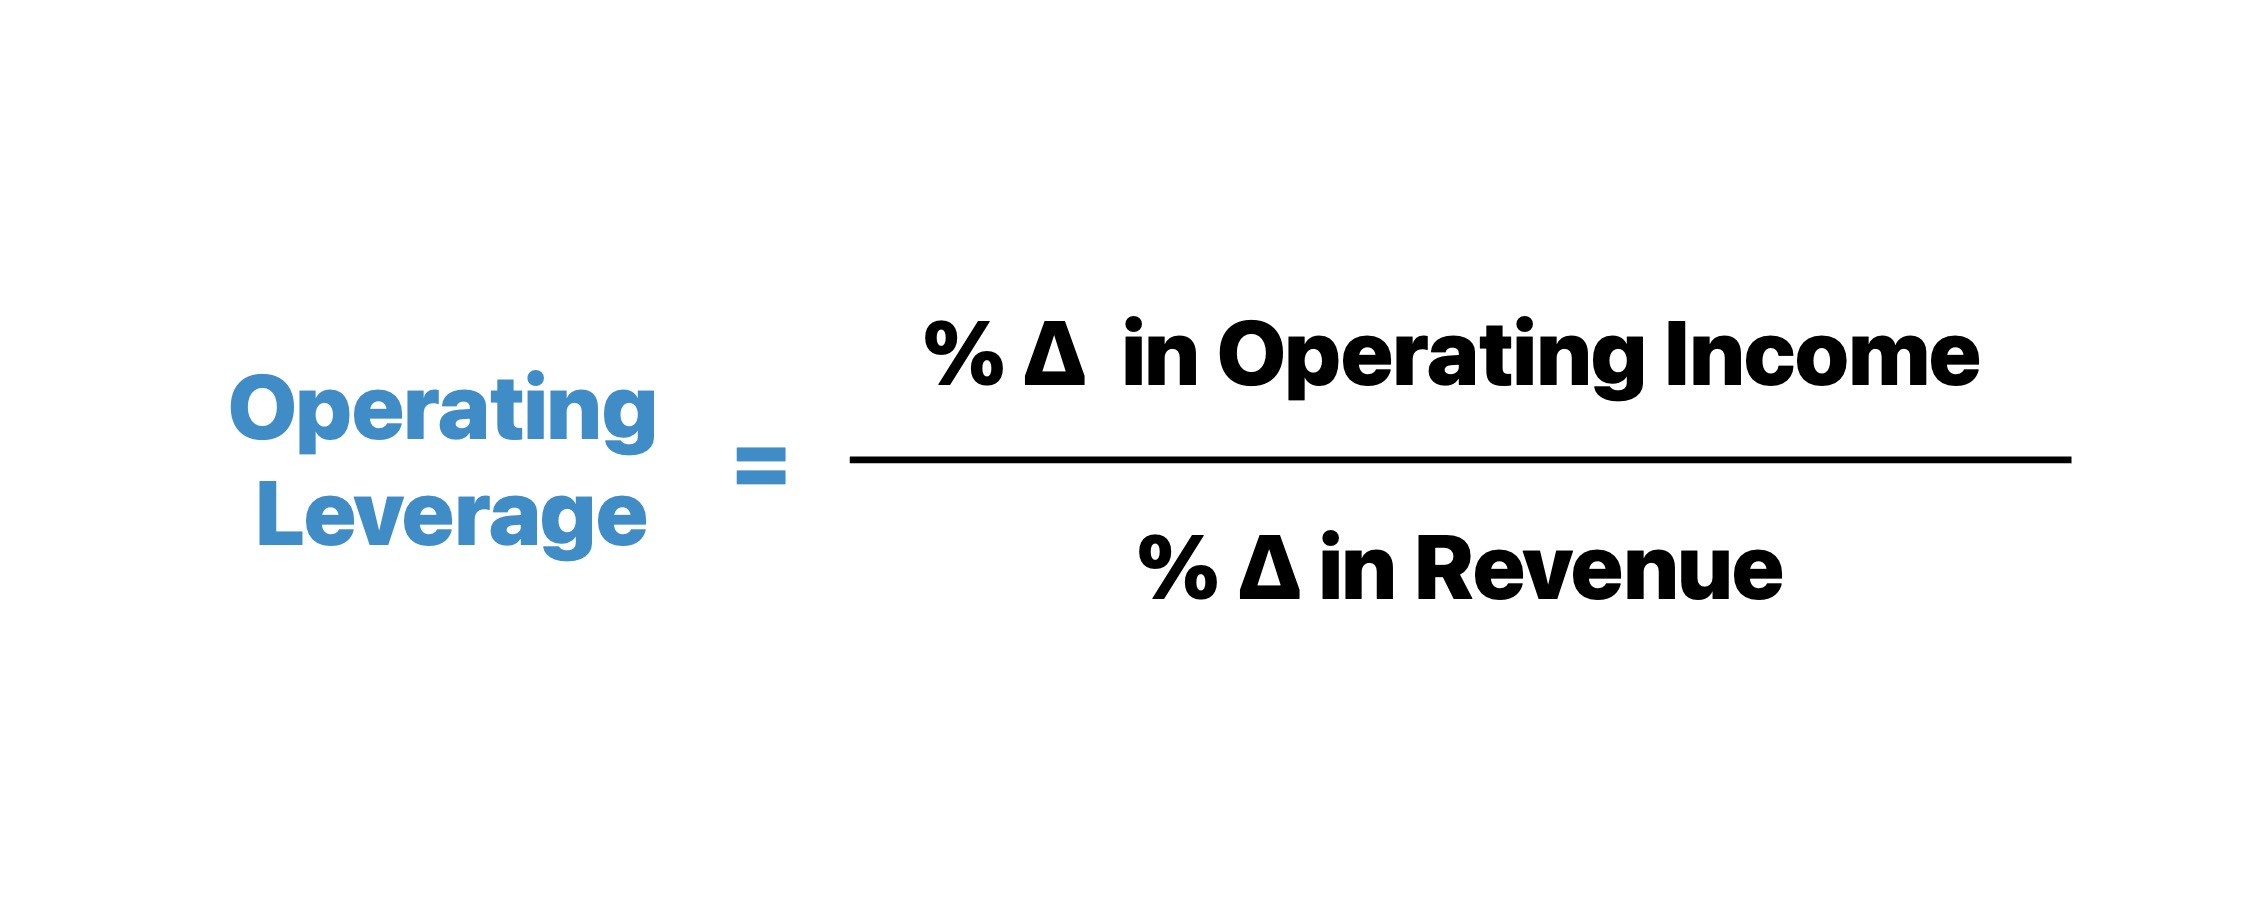 Operating
Leverage
=
% Δ  in Operating Income
% Δ in Revenue